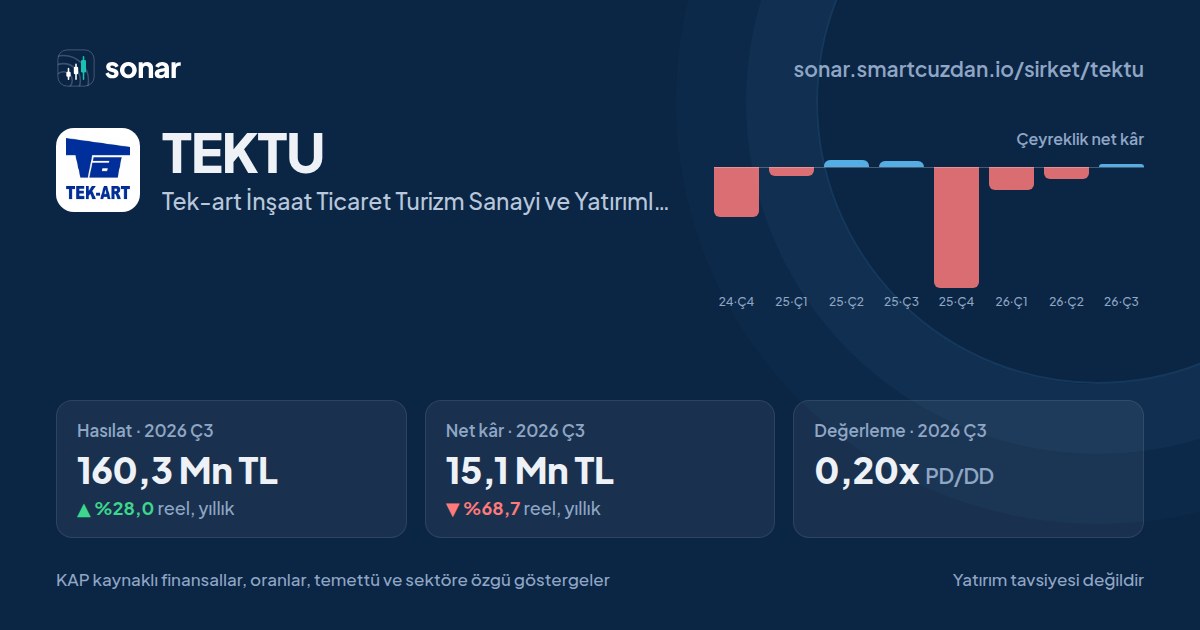 sonar
sonar.smartcuzdan.io/sirket/tektu
TEK-ART
TEKTU
Tek-art İnşaat Ticaret Turizm Sanayi ve Yatırıml...
Çeyreklik net kâr
24·Ç4 25·Ç1 25·Ç2 25·Ç3 25·Ç4 26·Ç1 26·Ç2 26·Ç3
Hasılat · 2026 Ç3
160,3 Mn TL
▲ %28,0 reel, yıllık
Net kâr · 2026 Ç3
15,1 Mn TL
▼ %68,7 reel, yıllık
Değerleme · 2026 Ç3
0,20x PD/DD
KAP kaynaklı finansallar, oranlar, temettü ve sektöre özgü göstergeler
Yatırım tavsiyesi değildir